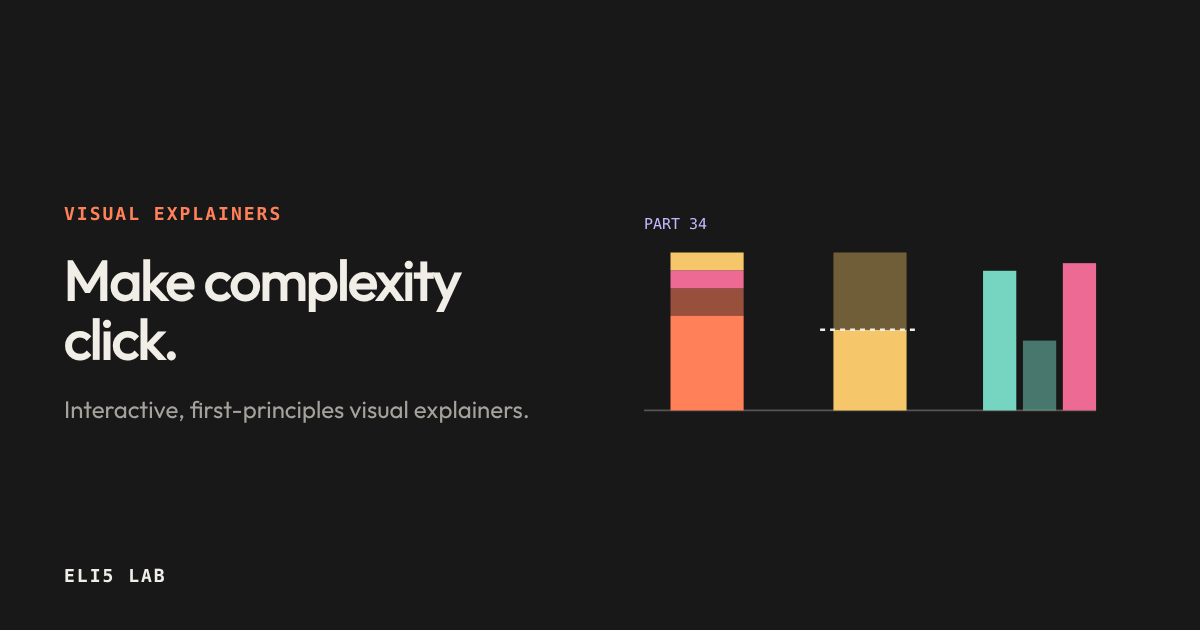 VISUAL EXPLAINERS
Make complexity
click.
Interactive, first-principles visual explainers.
PART 34
ELI5 LAB